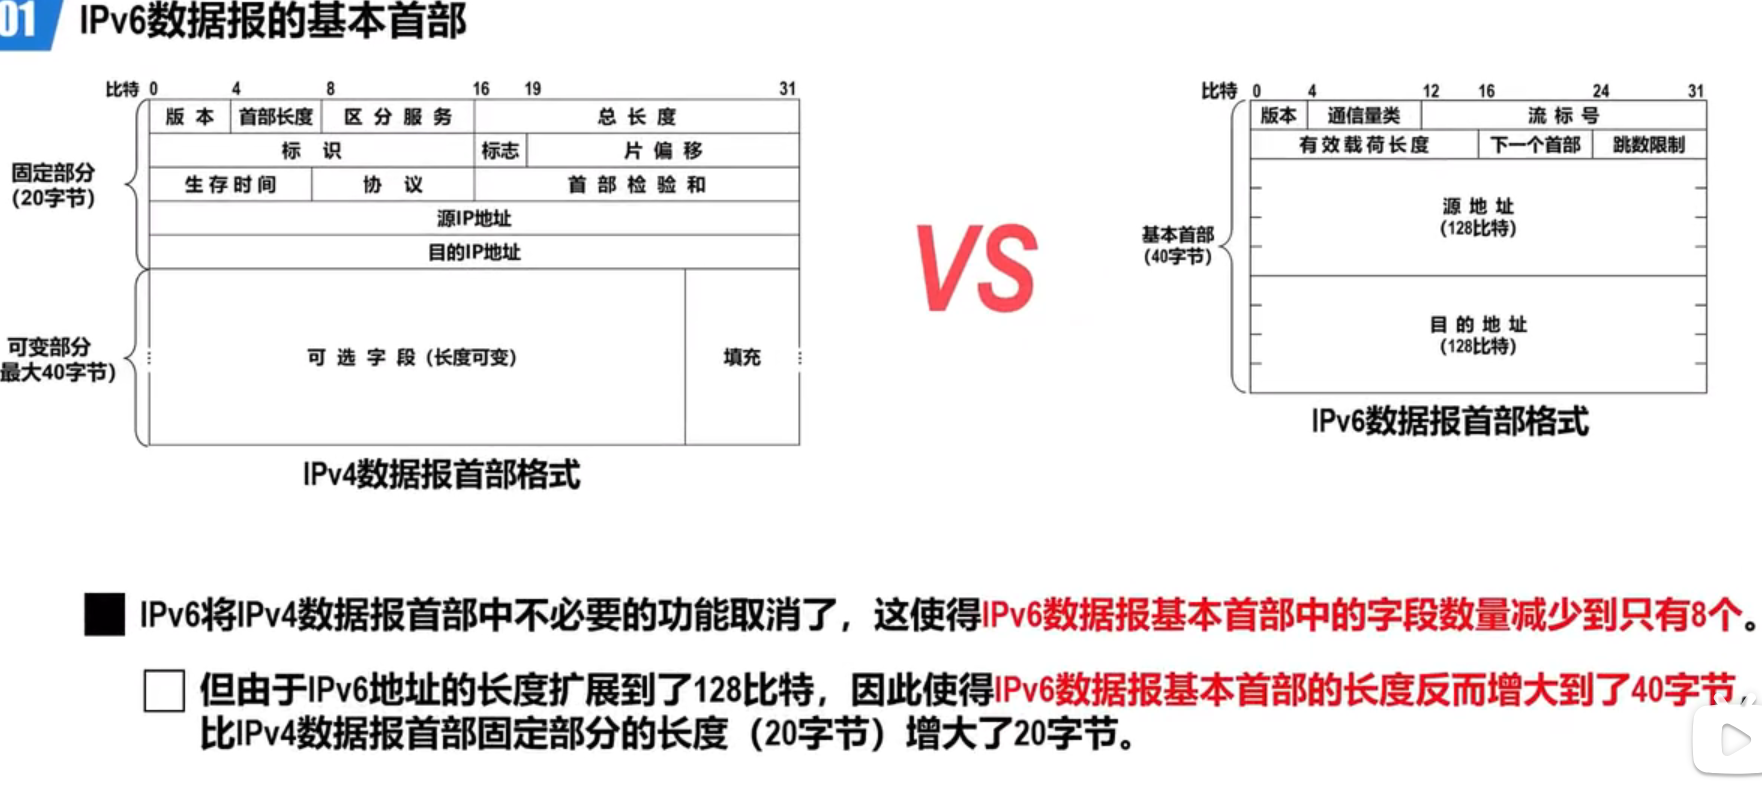 01 IPv6数据报的基本首部
比特 0 4 8 16 19 31
版 本 首部长度 区 分 服 务 总 长 度
标 识 标志 片 偏 移
生 存 时 间 协 议 首 部 检 验 和
源IP地址
目的IP地址
固定部分
(20字节)
可 选 字 段 (长度可变) 填充
可变部分
最大40字节)
IPv4数据报首部格式
VS
比特 0 4 12 16 24 31
版本 通信量类 流 标 号
有 效 载 荷 长 度 下一个首部 跳数限制
源 地 址
(128比特)
目 的 地 址
(128比特)
基本首部
(40字节)
IPv6数据报首部格式
IPv6将IPv4数据报首部中不必要的功能取消了，这使得IPv6数据报基本首部中的字段数量减少到只有8个。
但由于IPv6地址的长度扩展到了128比特，因此使得IPv6数据报基本首部的长度反而增大到了40字节，
比IPv4数据报首部固定部分的长度（20字节）增大了20字节。